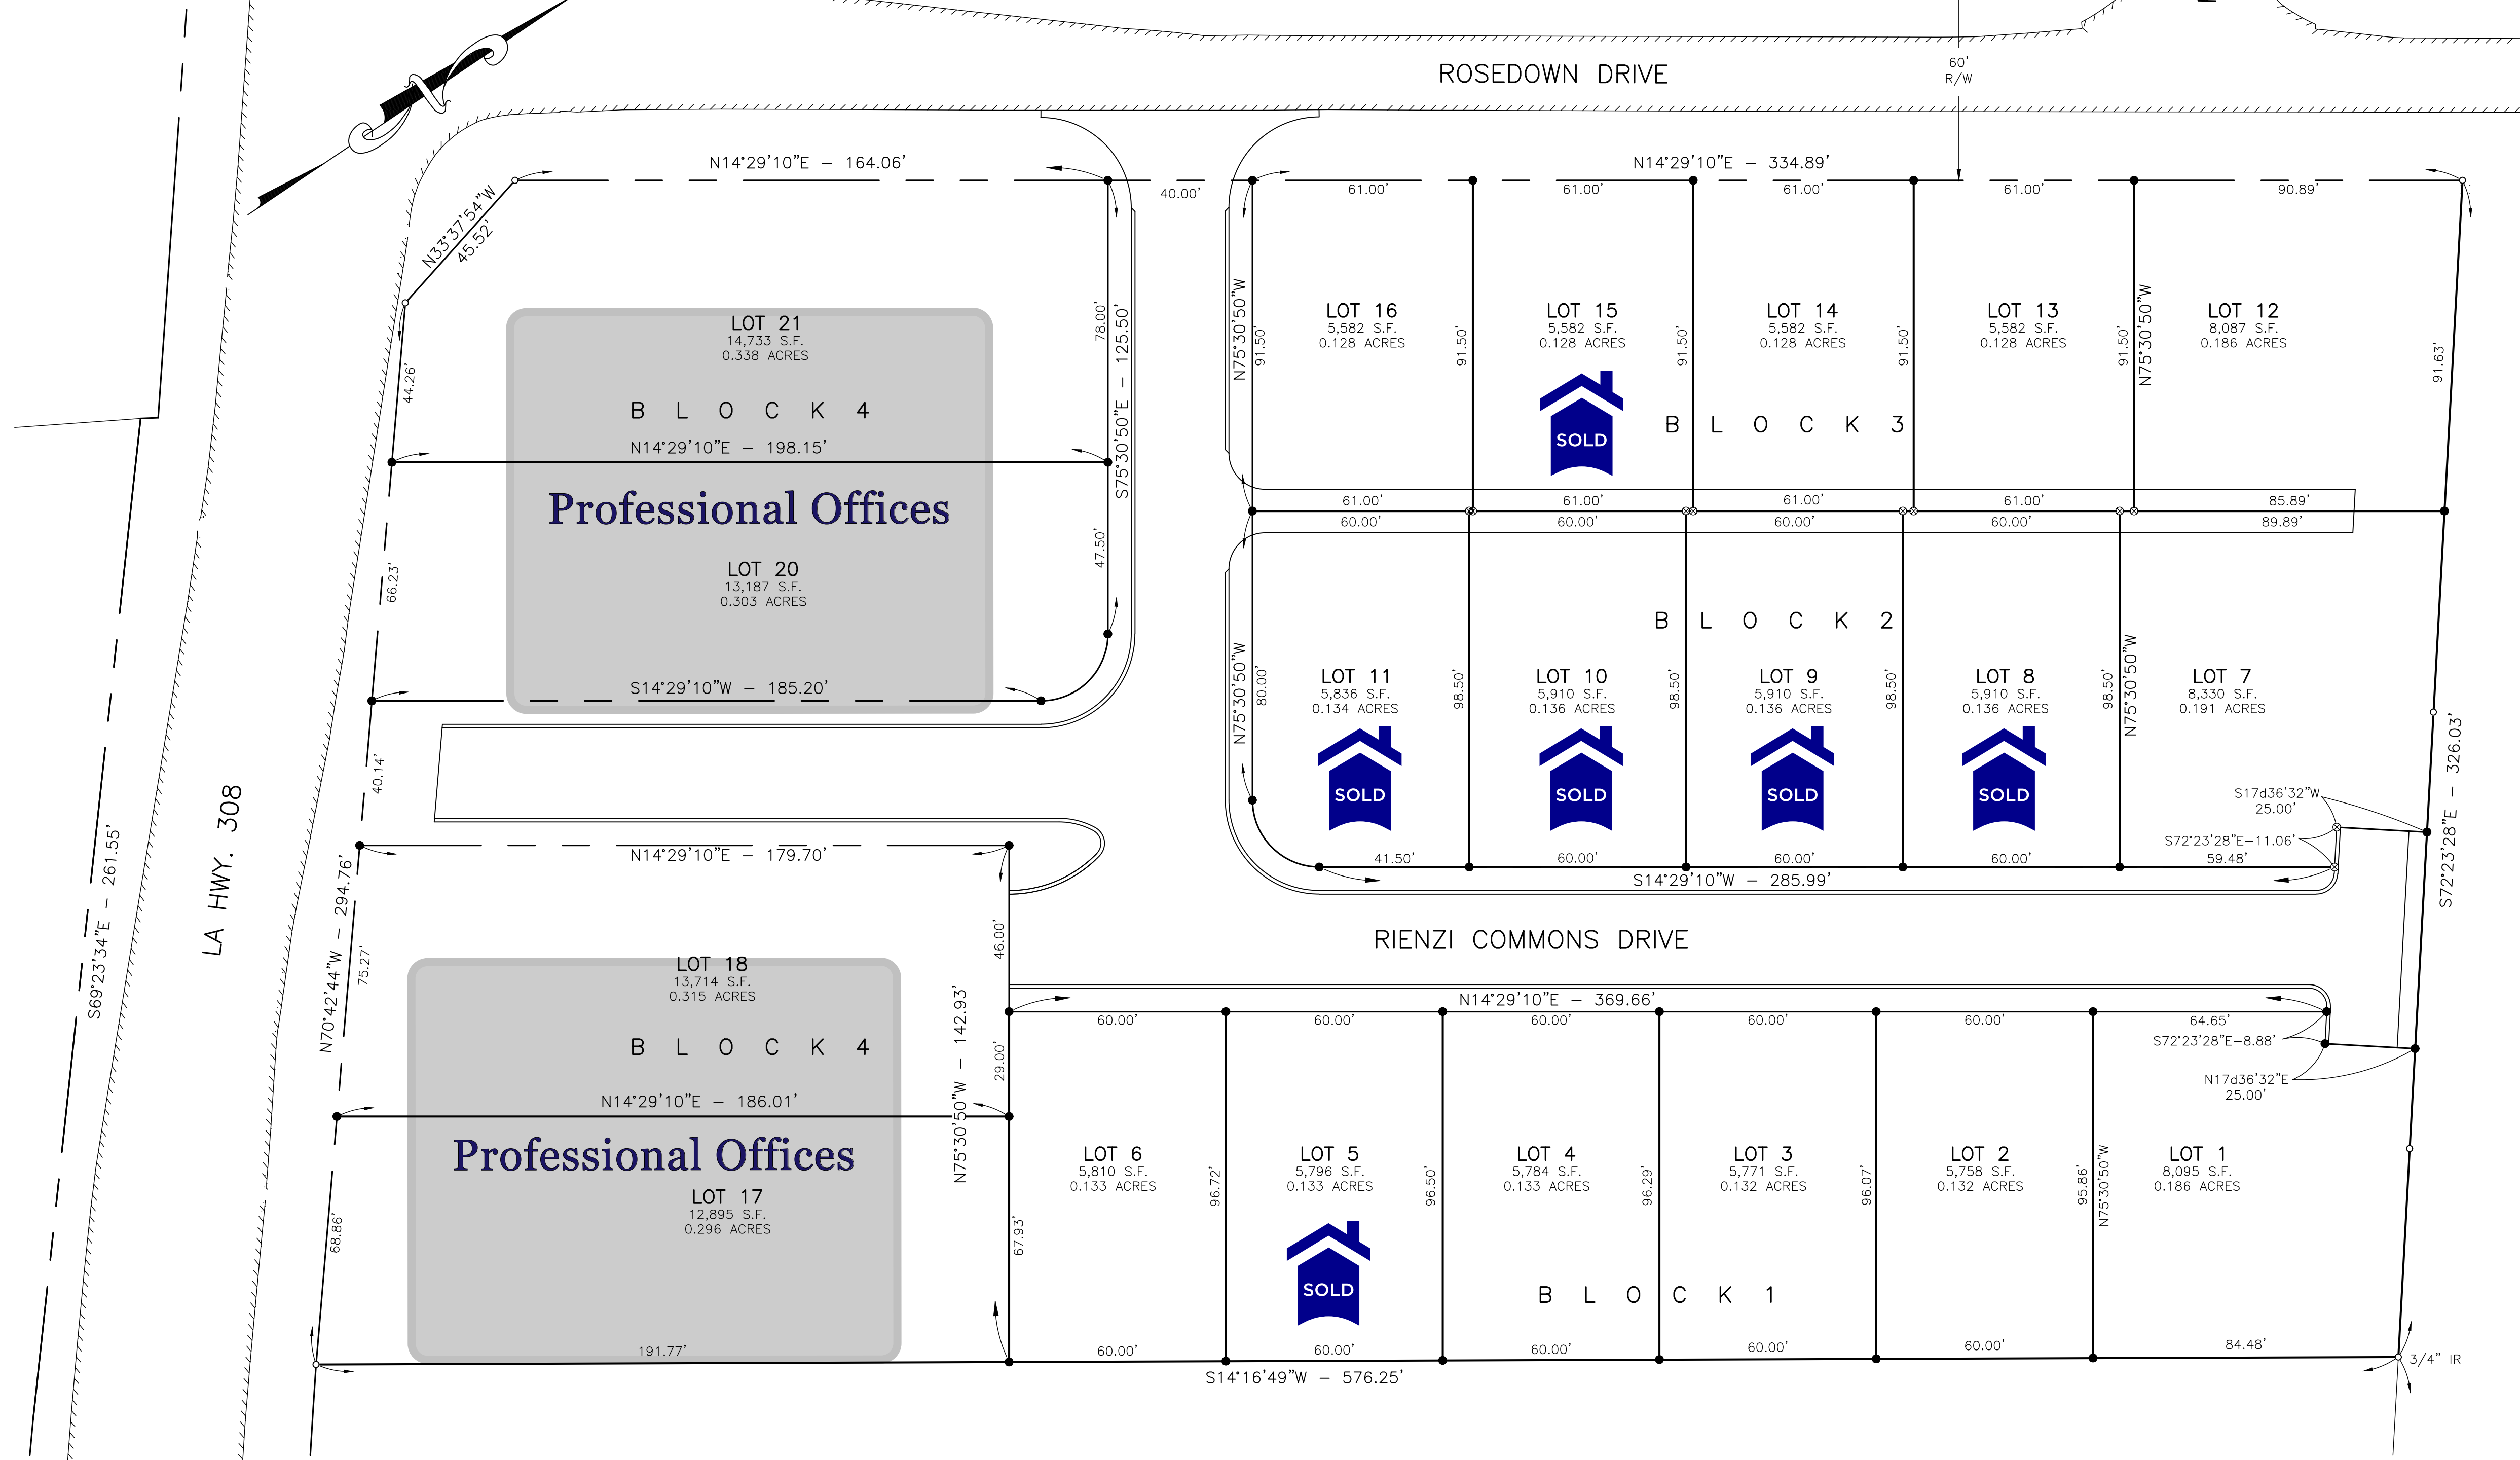 ROSEDOWN DRIVE
60'
R/W
N14°29'10"E – 164.06'
40.00'
N14°29'10"E – 334.89'
61.00'
61.00'
61.00'
61.00'
90.89'
N33°37'54"W
45.52'
44.26'
LOT 21
14,733 S.F.
0.338 ACRES
BLOCK 4
N14°29'10"E – 198.15'
78.00'
S75°30'50"E – 125.50'
47.50'
Professional Offices
LOT 20
13,187 S.F.
0.303 ACRES
66.23'
S14°29'10"W – 185.20'
N75°30'50"W
91.50'
LOT 16
5,582 S.F.
0.128 ACRES
91.50'
LOT 15
5,582 S.F.
0.128 ACRES
SOLD
91.50'
LOT 14
5,582 S.F.
0.128 ACRES
91.50'
LOT 13
5,582 S.F.
0.128 ACRES
91.50'
N75°30'50"W
LOT 12
8,087 S.F.
0.186 ACRES
91.63'
BLOCK 3
61.00'
61.00'
61.00'
61.00'
85.89'
60.00'
60.00'
60.00'
60.00'
89.89'
BLOCK 2
N75°30'50"W
80.00'
LOT 11
5,836 S.F.
0.134 ACRES
SOLD
98.50'
LOT 10
5,910 S.F.
0.136 ACRES
SOLD
98.50'
LOT 9
5,910 S.F.
0.136 ACRES
SOLD
98.50'
LOT 8
5,910 S.F.
0.136 ACRES
SOLD
98.50'
N75°30'50"W
LOT 7
8,330 S.F.
0.191 ACRES
S17d36'32"W
25.00'
S72°23'28"E–11.06'
S72°23'28"E – 326.03'
41.50'
60.00'
60.00'
60.00'
59.48'
S14°29'10"W – 285.99'
40.14'
LA HWY. 308
S69°23'34"E – 261.55'
N70°42'44"W – 294.76'
75.27'
N14°29'10"E – 179.70'
RIENZI COMMONS DRIVE
LOT 18
13,714 S.F.
0.315 ACRES
BLOCK 4
46.00'
29.00'
N75°30'50"W – 142.93'
N14°29'10"E – 186.01'
Professional Offices
LOT 17
12,895 S.F.
0.296 ACRES
68.86'
67.93'
191.77'
N14°29'10"E – 369.66'
60.00'
60.00'
60.00'
60.00'
60.00'
64.65'
S72°23'28"E–8.88'
N17d36'32"E
25.00'
LOT 6
5,810 S.F.
0.133 ACRES
96.72'
LOT 5
5,796 S.F.
0.133 ACRES
SOLD
96.50'
LOT 4
5,784 S.F.
0.133 ACRES
96.29'
LOT 3
5,771 S.F.
0.132 ACRES
96.07'
LOT 2
5,758 S.F.
0.132 ACRES
95.86'
N75°30'50"W
LOT 1
8,095 S.F.
0.186 ACRES
BLOCK 1
60.00'
60.00'
60.00'
60.00'
60.00'
84.48'
3/4" IR
S14°16'49"W – 576.25'